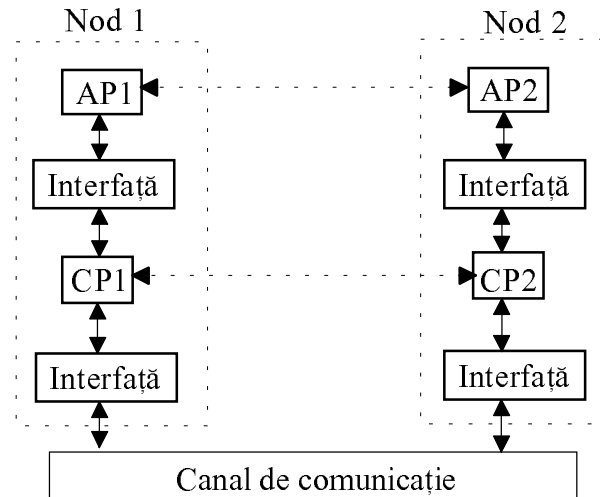 Nod 1
Nod 2
AP1
AP2
Interfață
Interfață
CP1
CP2
Interfață
Interfață
Canal de comunicație